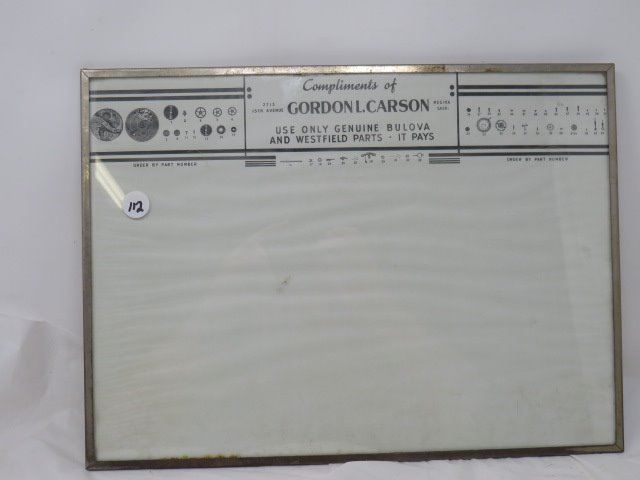 Compliments of
2715
15TH AVENUE
GORDON L. CARSON
REGINA
SASK.
USE ONLY GENUINE BULOVA
AND WESTFIELD PARTS · IT PAYS
ORDER BY PART NUMBER
ORDER BY PART NUMBER
112